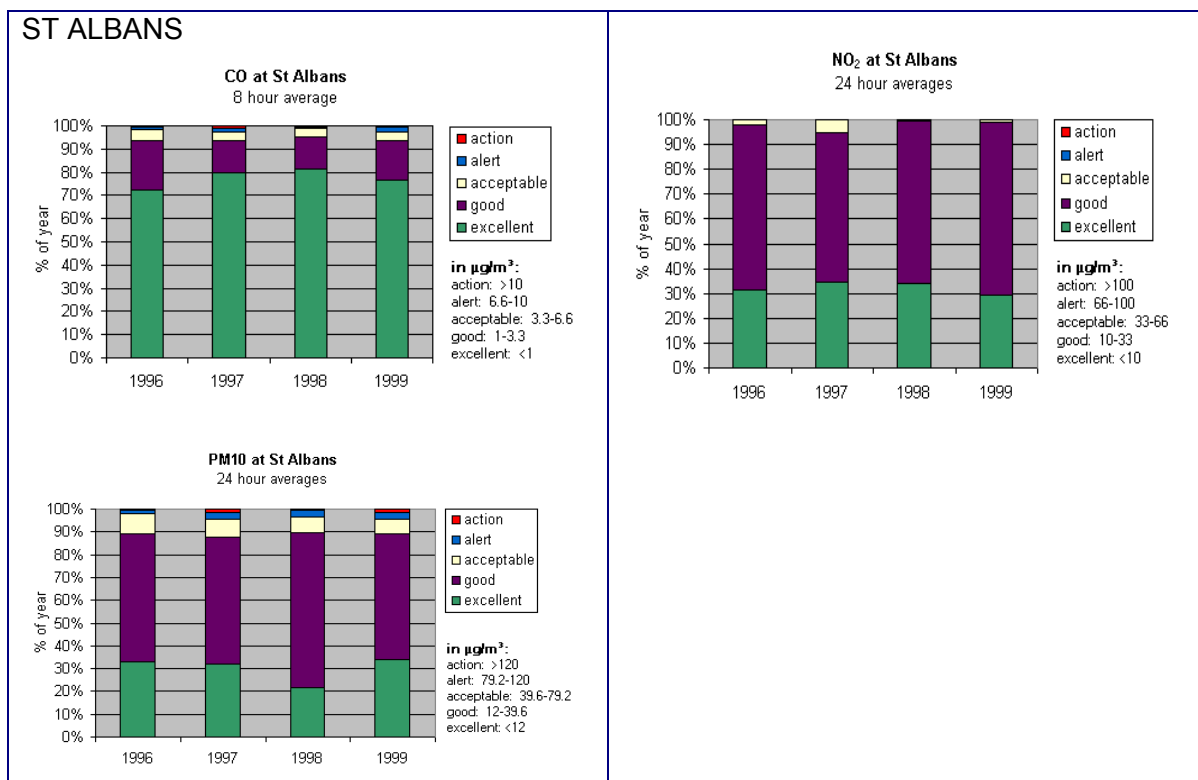 ST ALBANS
CO at St Albans
8 hour average
100%
90%
80%
70%
60%
50%
40%
30%
20%
10%
0%
% of year
1996 1997 1998 1999
action
alert
acceptable
good
excellent
in µg/m³:
action: >10
alert: 6.6-10
acceptable: 3.3-6.6
good: 1-3.3
excellent: <1
NO₂ at St Albans
24 hour averages
100%
90%
80%
70%
60%
50%
40%
30%
20%
10%
0%
% of year
1996 1997 1998 1999
action
alert
acceptable
good
excellent
in µg/m³:
action: >100
alert: 66-100
acceptable: 33-66
good: 10-33
excellent: <10
PM10 at St Albans
24 hour averages
100%
90%
80%
70%
60%
50%
40%
30%
20%
10%
0%
% of year
1996 1997 1998 1999
action
alert
acceptable
good
excellent
in µg/m³:
action: >120
alert: 79.2-120
acceptable: 39.6-79.2
good: 12-39.6
excellent: <12